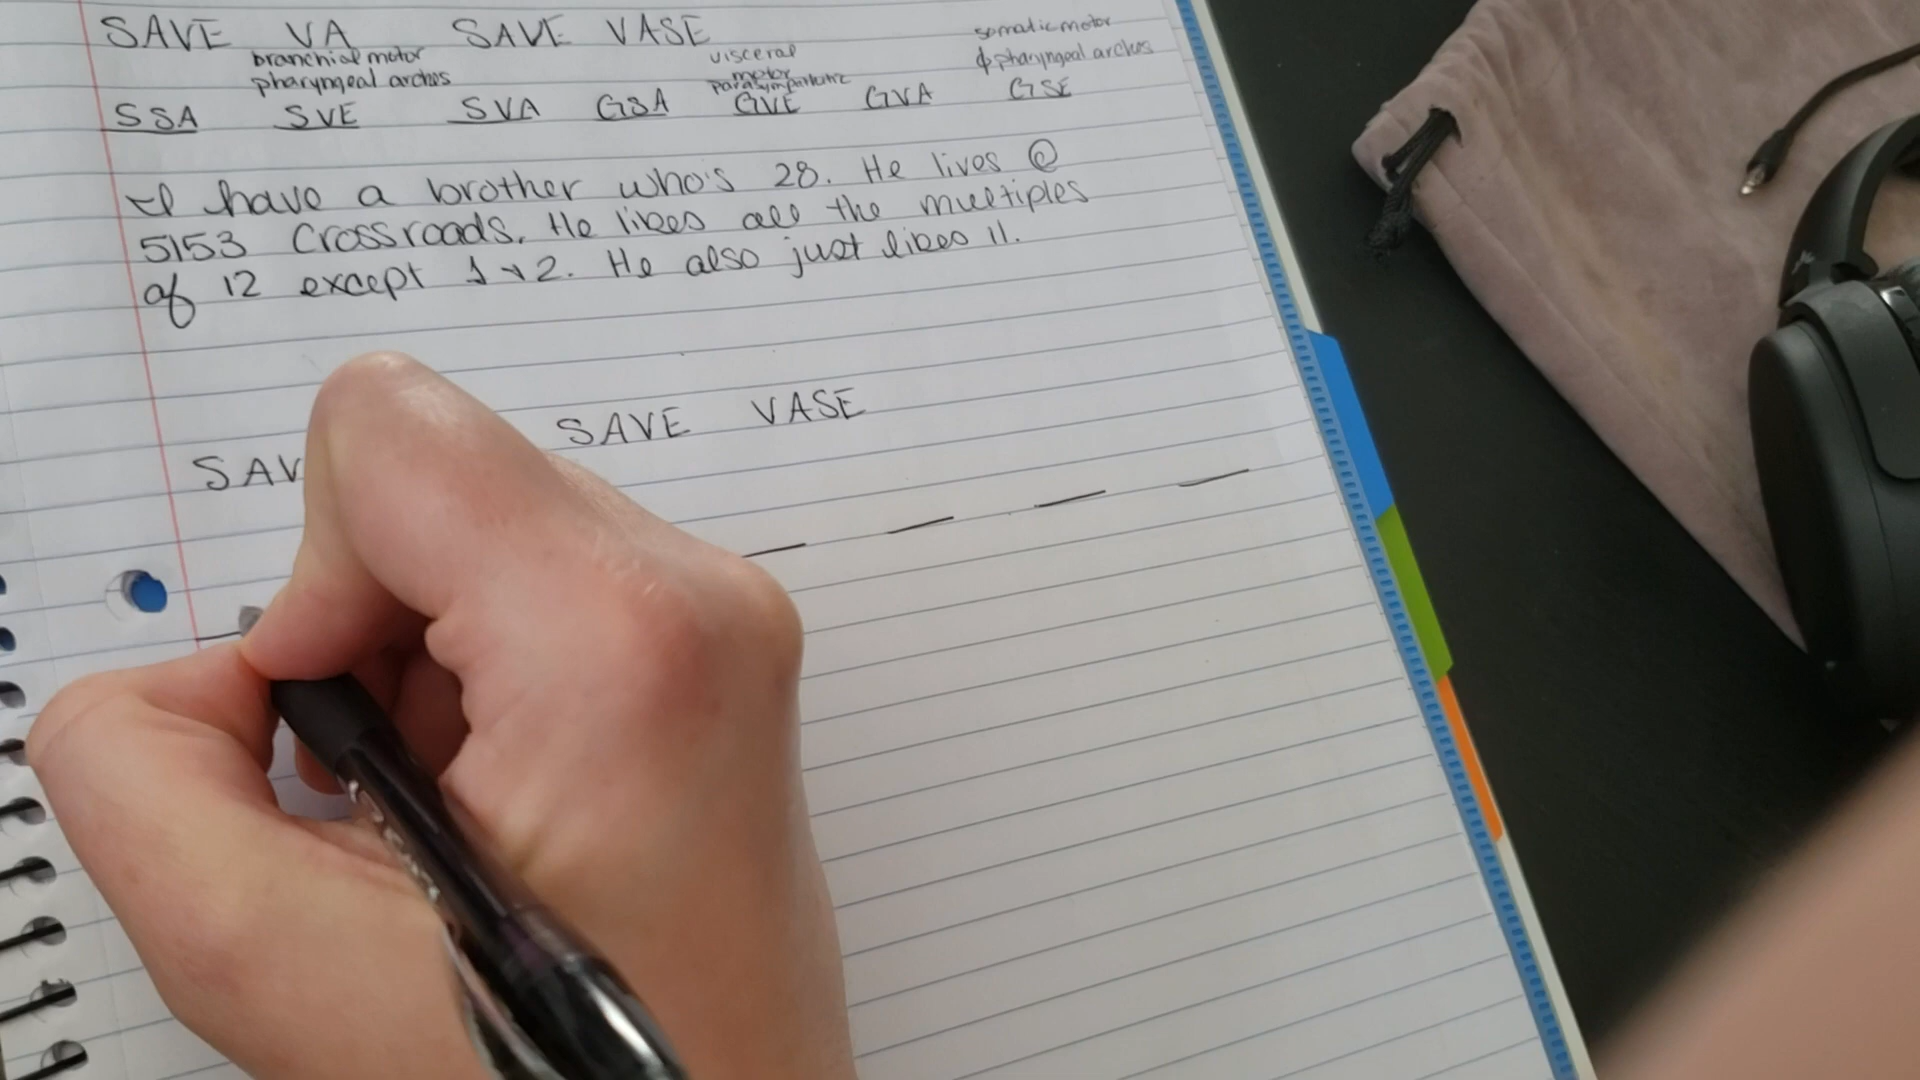 SAVE VA SAVE VASE
branchial motor
pharyngeal arches
visceral
motor
parasympathetic
somatic motor
¢ pharyngeal arches
SSA SVE SVA GSA GVE GVA GSE
I have a brother who's 28. He lives @
5153 Crossroads. He likes all the multiples
of 12 except 1 + 2. He also just likes 11.
SAV SAVE VASE